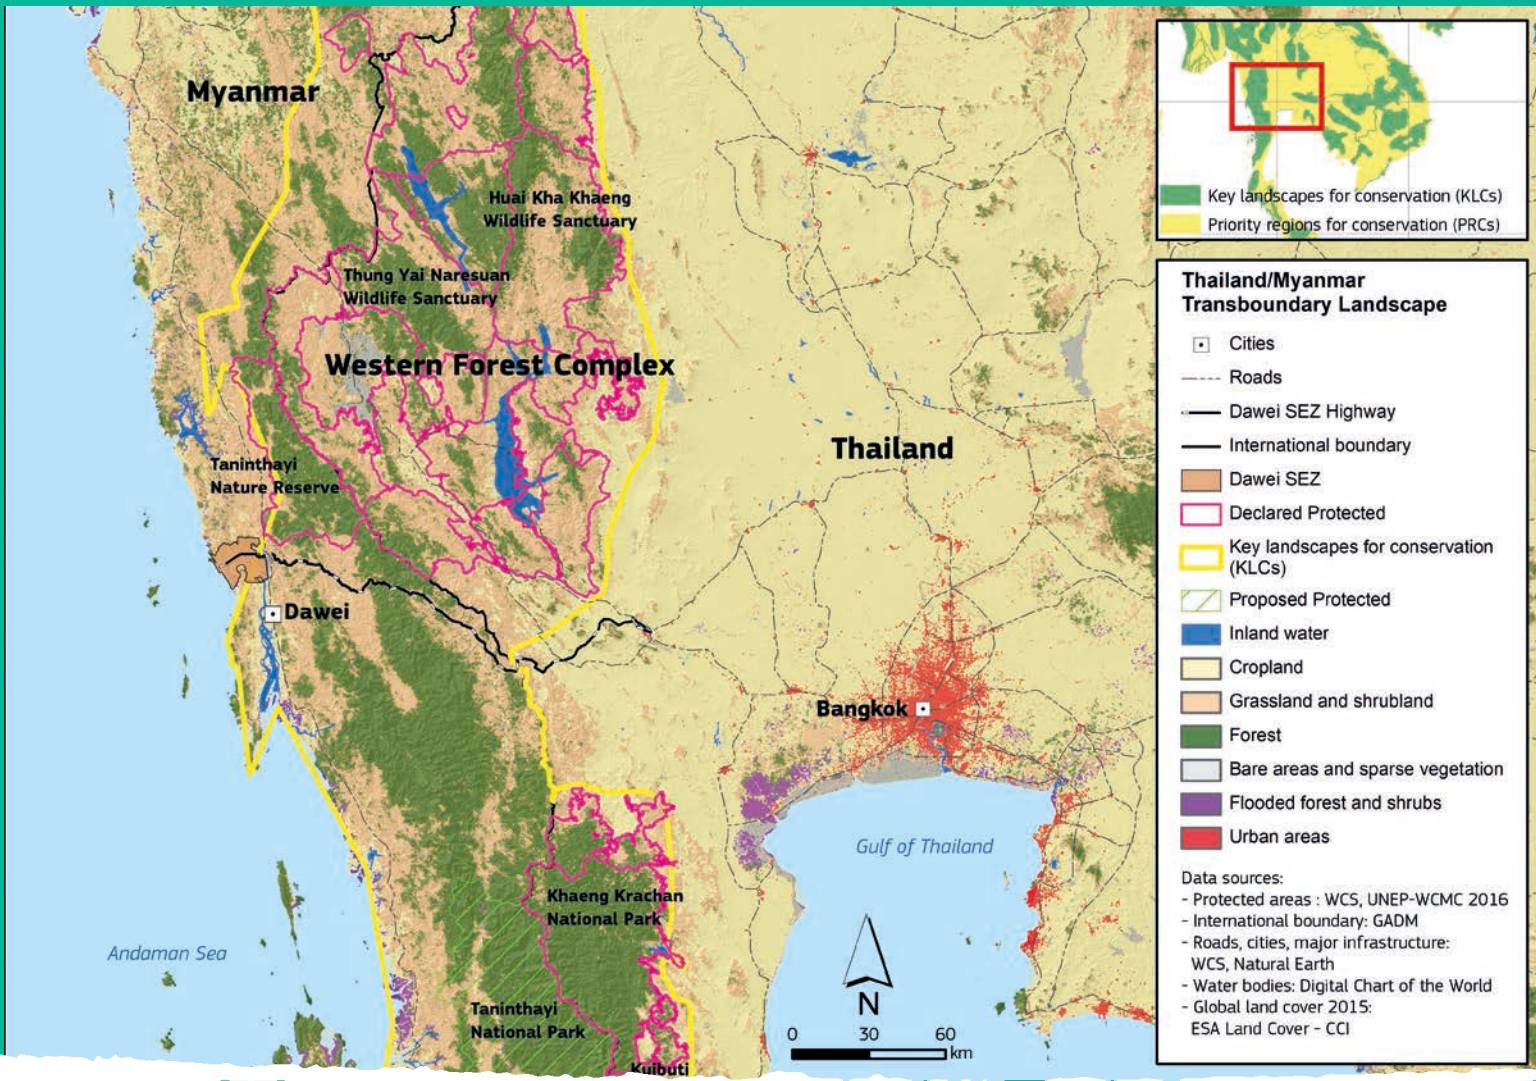 Myanmar
Huai Kha Khaeng
Wildlife Sanctuary
Thung Yai Naresuan
Wildlife Sanctuary
Western Forest Complex
Thailand
Taninthayi
Nature Reserve
Dawei
Bangkok
Gulf of Thailand
Khaeng Krachan
National Park
Andaman Sea
Taninthayi
National Park
Kuibuti
N
0 30 60
km
Key landscapes for conservation (KLCs)
Priority regions for conservation (PRCs)
Thailand/Myanmar
Transboundary Landscape
Cities
Roads
Dawei SEZ Highway
International boundary
Dawei SEZ
Declared Protected
Key landscapes for conservation
(KLCs)
Proposed Protected
Inland water
Cropland
Grassland and shrubland
Forest
Bare areas and sparse vegetation
Flooded forest and shrubs
Urban areas
Data sources:
- Protected areas : WCS, UNEP-WCMC 2016
- International boundary: GADM
- Roads, cities, major infrastructure:
WCS, Natural Earth
- Water bodies: Digital Chart of the World
- Global land cover 2015:
ESA Land Cover - CCI